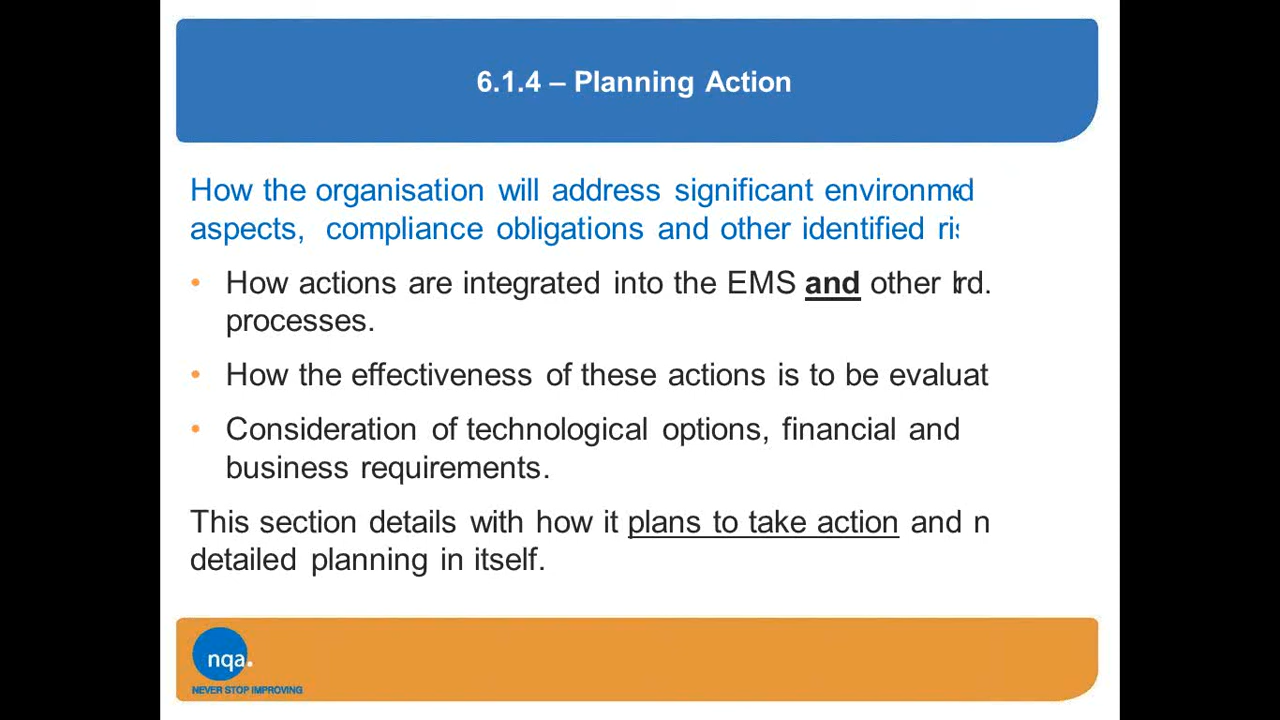 6.1.4 – Planning Action
How the organisation will address significant
aspects, compliance obligations and other identified
• How actions are integrated into the EMS and other
processes.
• How the effectiveness of these actions is to be evaluat
• Consideration of technological options, financial and
business requirements.
This section details with how it plans to take action and n
detailed planning in itself.
nqa.
NEVER STOP IMPROVING